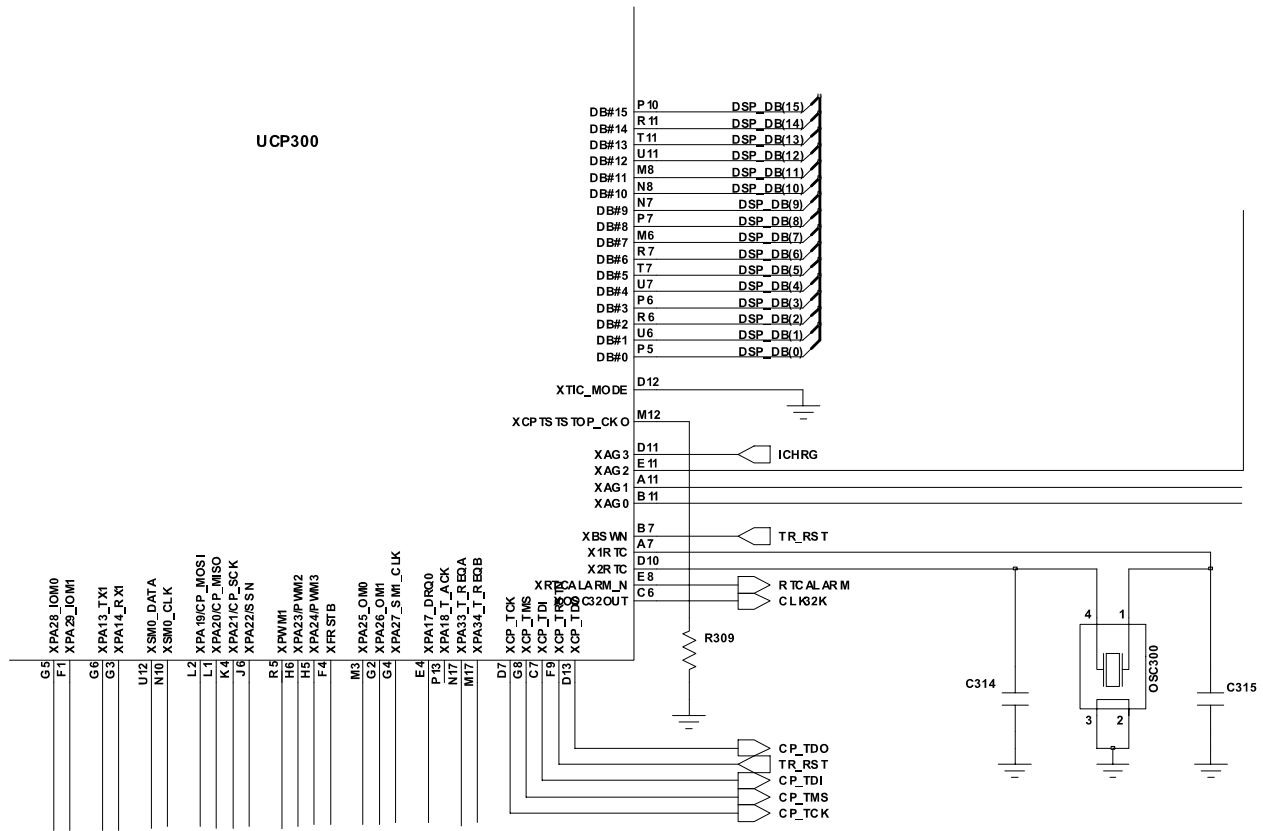 UCP300
DB#15 P10 DSP_DB(15)
DB#14 R11 DSP_DB(14)
DB#13 T11 DSP_DB(13)
DB#12 U11 DSP_DB(12)
DB#11 M8 DSP_DB(11)
DB#10 N8 DSP_DB(10)
DB#9 N7 DSP_DB(9)
DB#8 P7 DSP_DB(8)
DB#7 M6 DSP_DB(7)
DB#6 R7 DSP_DB(6)
DB#5 T7 DSP_DB(5)
DB#4 U7 DSP_DB(4)
DB#3 P6 DSP_DB(3)
DB#2 R6 DSP_DB(2)
DB#1 U6 DSP_DB(1)
DB#0 P5 DSP_DB(0)
XTIC_MODE D12
XCPTSTSTOP_CKO M12
XAG3 D11 ICHRG
XAG2 E11
XAG1 A11
XAG0 B11
XBSWN B7 TR_RST
X1RTC A7
X2RTC D10
XRTCALARM_N E8 RTCALARM
C6 CLK32K
XPA28_IOM0 G5
XPA29_IOM1 F1
XPA13_TX1 G6
XPA14_RX1 G3
XSM0_DATA U12
XSM0_CLK N10
XPA19/CP_MOSI L2
XPA20/CP_MISO L1
XPA21/CP_SCK K4
XPA22/SSN J6
XPWM1 R5
XPA23/PWM2 H6
XPA24/PWM3 H5
XFRSTB F4
XPA25_OM0 M3
XPA26_OM1 G2
XPA27_SM1_CLK G4
XPA17_DRQ0 E4
XPA18_T_ACK P13
XPA33_T_REQA N17
XPA34_T_REQB M17
XCP_TCK D7
XCP_TMS G8
XCP_TDI C7
F9
XCP_TDO D13
R309
C314
4 1
OSC300
3 2
C315
CP_TDO
TR_RST
CP_TDI
CP_TMS
CP_TCK